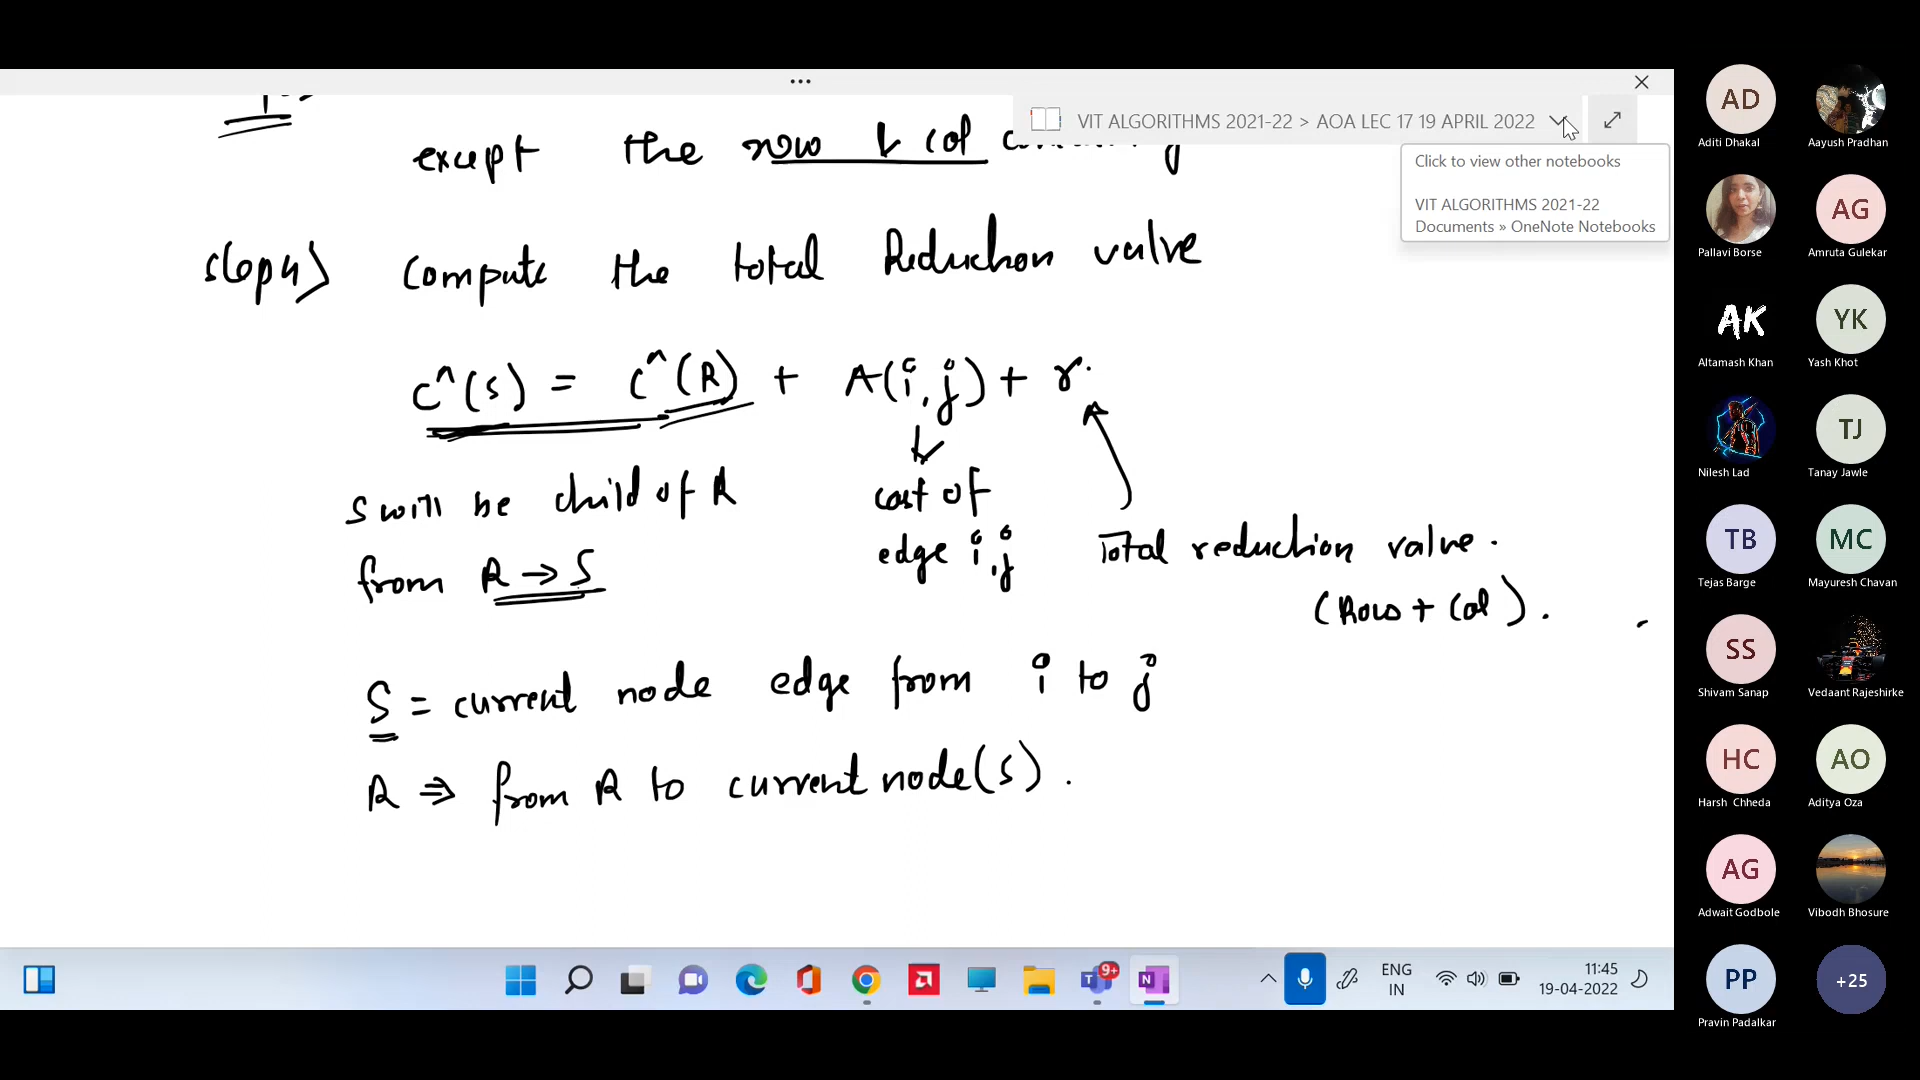 VIT ALGORITHMS 2021-22 > AOA LEC 17 19 APRIL 2022
Click to view other notebooks
VIT ALGORITHMS 2021-22
Documents » OneNote Notebooks
except the row & col
step4) compute the total Reduction value
C^(S) = C^(R) + A(i,j) + r.
S will be child of R
from R → S
cost of
edge i,j
Total reduction value.
(Row + Col).
S = current node edge from i to j
R ⇒ from R to current node(S).
AD
Aditi Dhakal
Aayush Pradhan
Pallavi Borse
AG
Amruta Gulekar
AK
Altamash Khan
YK
Yash Khot
Nilesh Lad
TJ
Tanay Jawle
TB
Tejas Barge
MC
Mayuresh Chavan
SS
Shivam Sanap
Vedaant Rajeshirke
HC
Harsh Chheda
AO
Aditya Oza
AG
Adwait Godbole
Vibodh Bhosure
PP
Pravin Padalkar
+25
9+
ENG
IN
11:45
19-04-2022